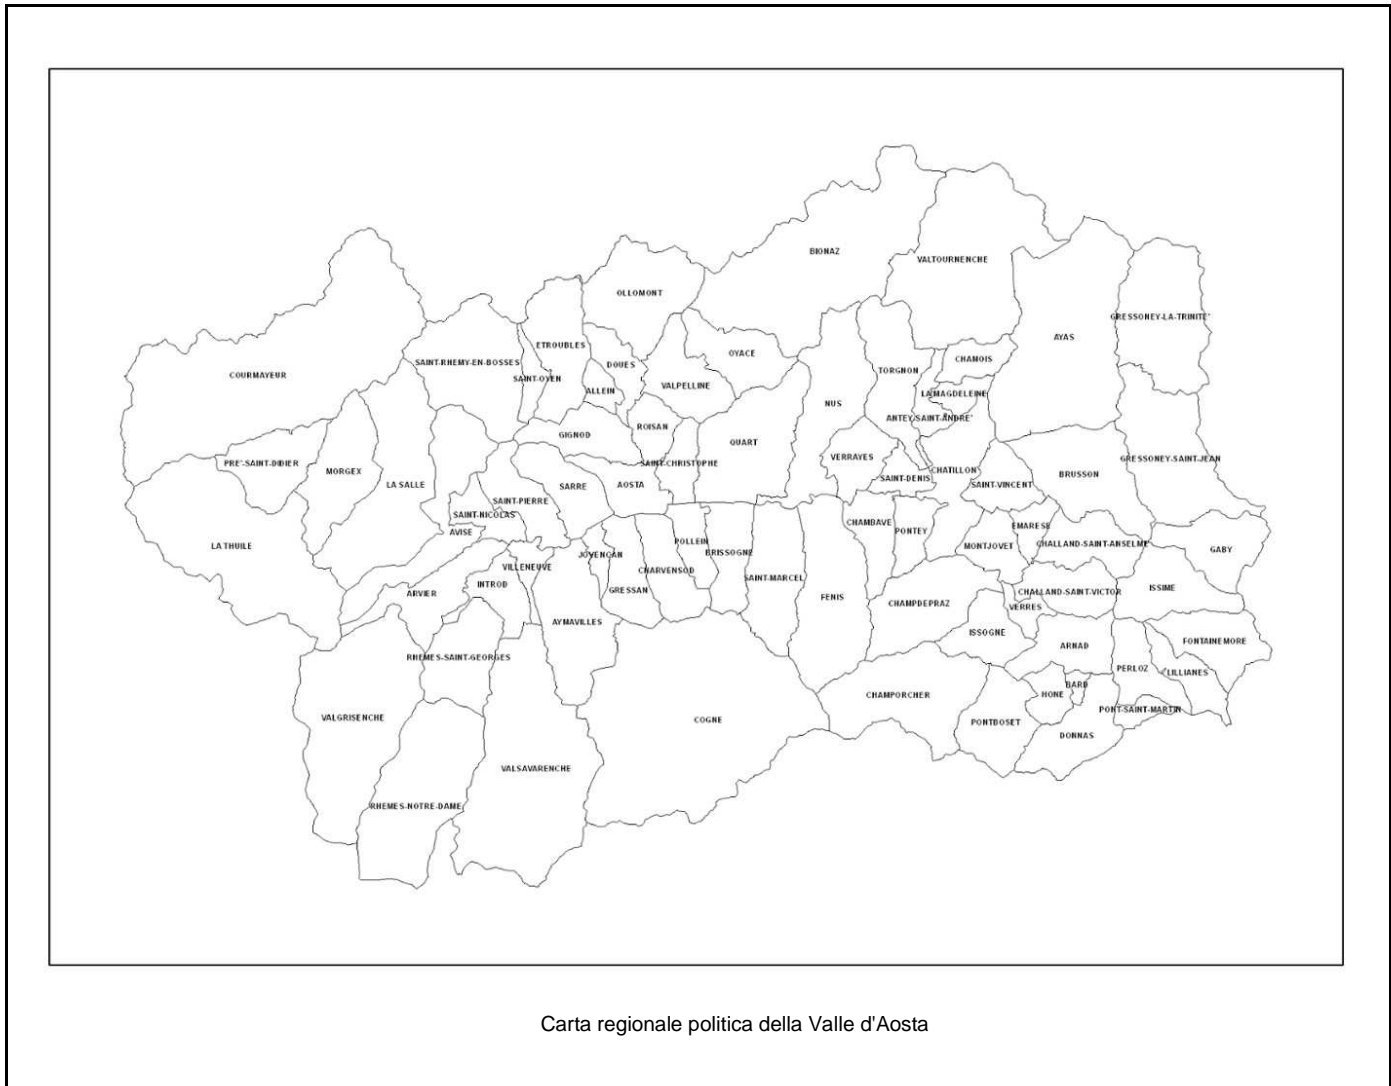 BIONAZ
VALTOURNENCHE
OLLOMONT
GRESSONEY-LA-TRINITE'
AYAS
ETROUBLES
OYACE
CHAMOIS
SAINT-RHEMY-EN-BOSSES
DOUES
TORGNON
COURMAYEUR
SAINT-OYEN
VALPELLINE
ALLEIN
LA MAGDELEINE
NUS
ANTEY-SAINT-ANDRE'
ROISAN
GIGNOD
QUART
VERRAYES
GRESSONEY-SAINT-JEAN
PRE'-SAINT-DIDIER
SAINT-CHRISTOPHE
MORGEX
CHATILLON
BRUSSON
SAINT-DENIS
LA SALLE
SARRE
AOSTA
SAINT-VINCENT
SAINT-PIERRE
SAINT-NICOLAS
CHAMBAVE
EMARESE
AVISE
PONTEY
POLLEIN
CHALLAND-SAINT-ANSELME
LA THUILE
MONTJOVET
GABY
BRISSOGNE
JOVENCAN
VILLENEUVE
CHARVENSOD
SAINT-MARCEL
INTROD
ISSIME
GRESSAN
CHALLAND-SAINT-VICTOR
ARVIER
FENIS
CHAMPDEPRAZ
VERRES
AYMAVILLES
ISSOGNE
FONTAINEMORE
ARNAD
RHEMES-SAINT-GEORGES
PERLOZ
LILLIANES
BARD
CHAMPORCHER
HONE
PONT-SAINT-MARTIN
VALGRISENCHE
COGNE
PONTBOSET
DONNAS
VALSAVARENCHE
RHEMES-NOTRE-DAME
Carta regionale politica della Valle d'Aosta